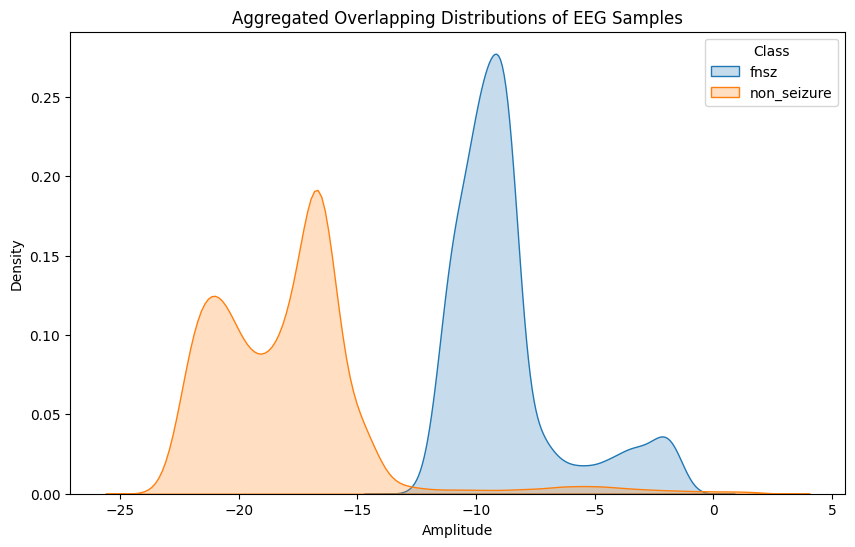 Aggregated Overlapping Distributions of EEG Samples
Class
fnsz
non_seizure
Density
0.25
0.20
0.15
0.10
0.05
0.00
−25
−20
−15
−10
−5
0
5
Amplitude